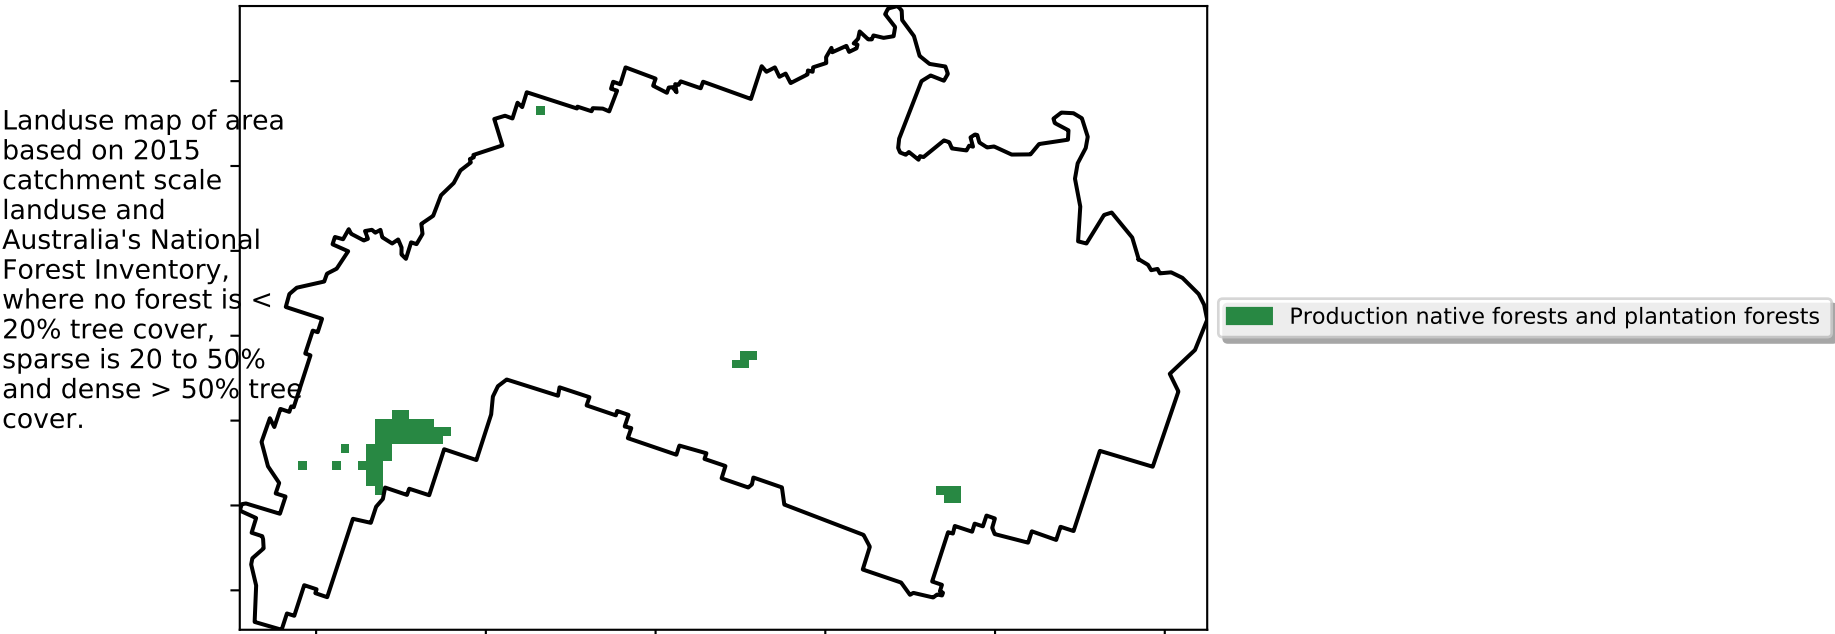 Landuse map of area
based on 2015
catchment scale
landuse and
Australia's National
Forest Inventory,
where no forest is <
20% tree cover,
sparse is 20 to 50%
and dense > 50% tree
cover.
Production native forests and plantation forests